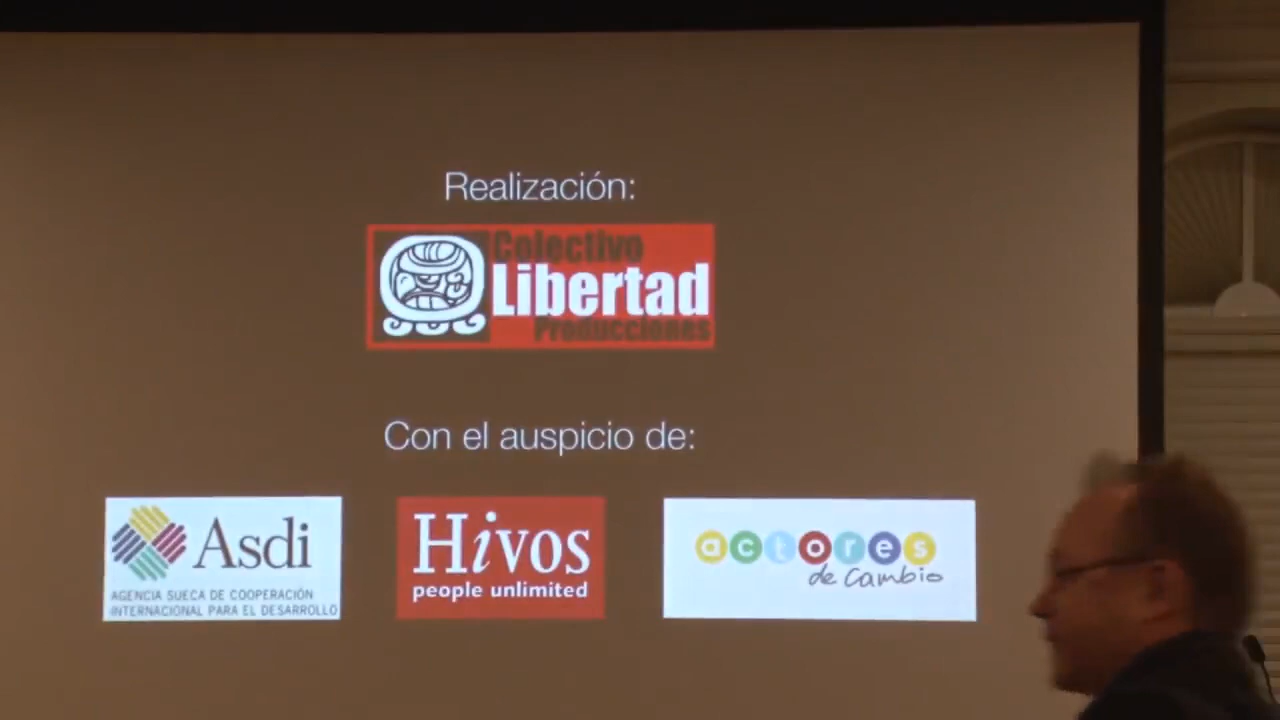 Realización:
Colectivo
Libertad
Producciones
Con el auspicio de:
Asdi
AGENCIA SUECA DE COOPERACIÓN
INTERNACIONAL PARA EL DESARROLLO
Hivos
people unlimited
actores
de cambio